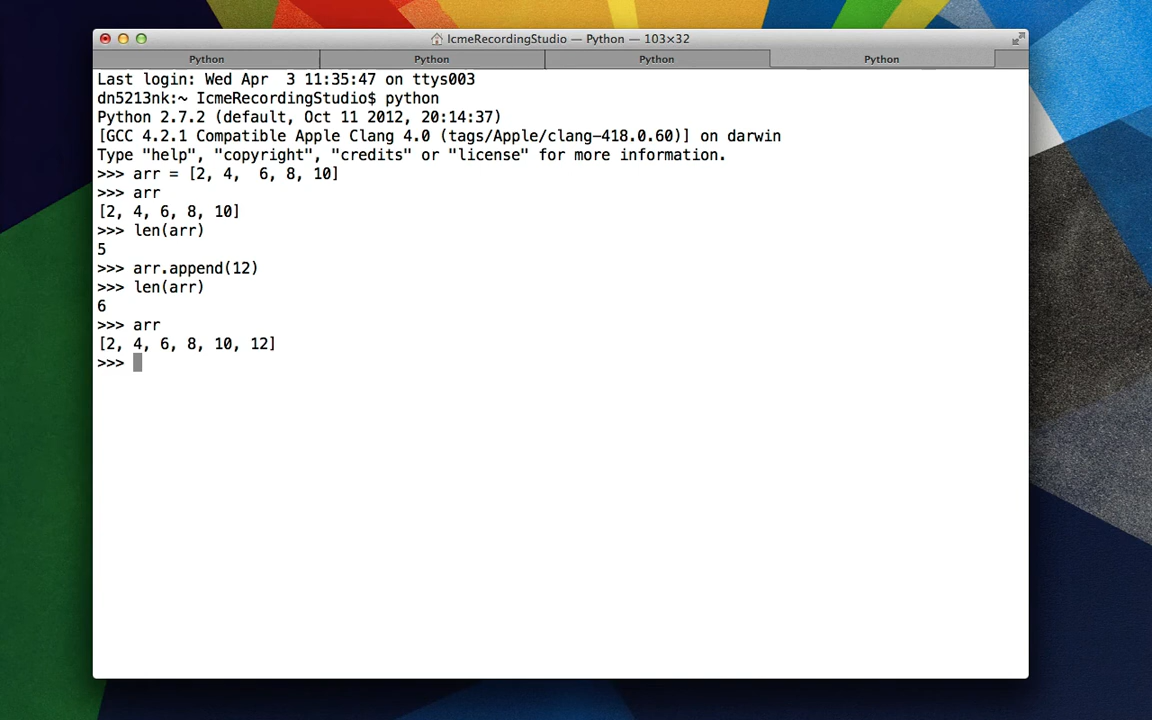 IcmeRecordingStudio — Python — 103×32
Python Python Python Python
Last login: Wed Apr  3 11:35:47 on ttys003
dn5213nk:~ IcmeRecordingStudio$ python
Python 2.7.2 (default, Oct 11 2012, 20:14:37)
[GCC 4.2.1 Compatible Apple Clang 4.0 (tags/Apple/clang-418.0.60)] on darwin
Type "help", "copyright", "credits" or "license" for more information.
>>> arr = [2, 4,  6, 8, 10]
>>> arr
[2, 4, 6, 8, 10]
>>> len(arr)
5
>>> arr.append(12)
>>> len(arr)
6
>>> arr
[2, 4, 6, 8, 10, 12]
>>>